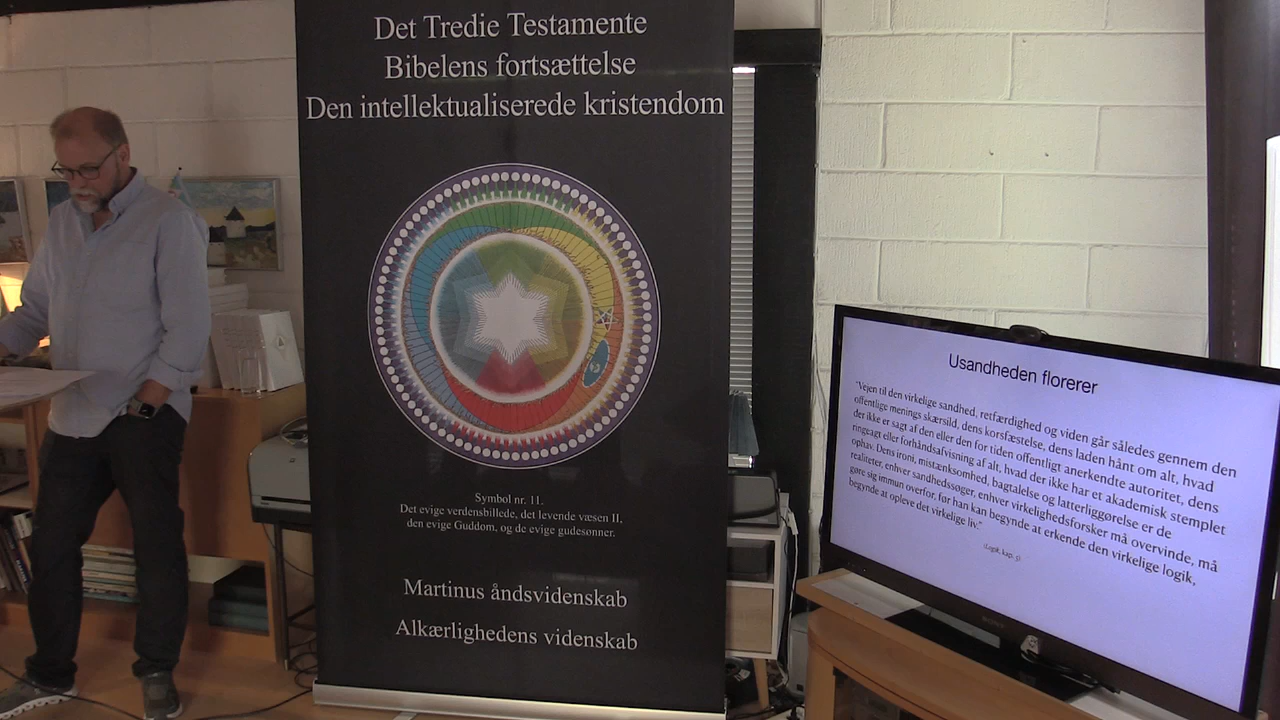 Det Tredie Testamente
Bibelens fortsættelse
Den intellektualiserede kristendom
Symbol nr. 11.
Det evige verdensbillede, det levende væsen II,
den evige Guddom, og de evige gudesønner.
Martinus åndsvidenskab
Alkærlighedens videnskab
Usandheden florerer
"Vejen til den virkelige sandhed, retfærdighed og viden går således gennem den
offentlige menings skærsild, dens korsfæstelse, dens laden hånt om alt, hvad
der ikke er sagt af den eller den for tiden offentligt anerkendte autoritet, dens
ringeagt eller forhåndsafvisning af alt, hvad der ikke har et akademisk stemplet
ophav. Dens ironi, mistænksomhed, bagtalelse og latterliggørelse er de
realiteter, enhver sandhedssøger, enhver virkelighedsforsker må overvinde, må
gøre sig immun overfor, før han kan begynde at erkende den virkelige logik,
begynde at opleve det virkelige liv."
(Logik, kap. 5)
SONY